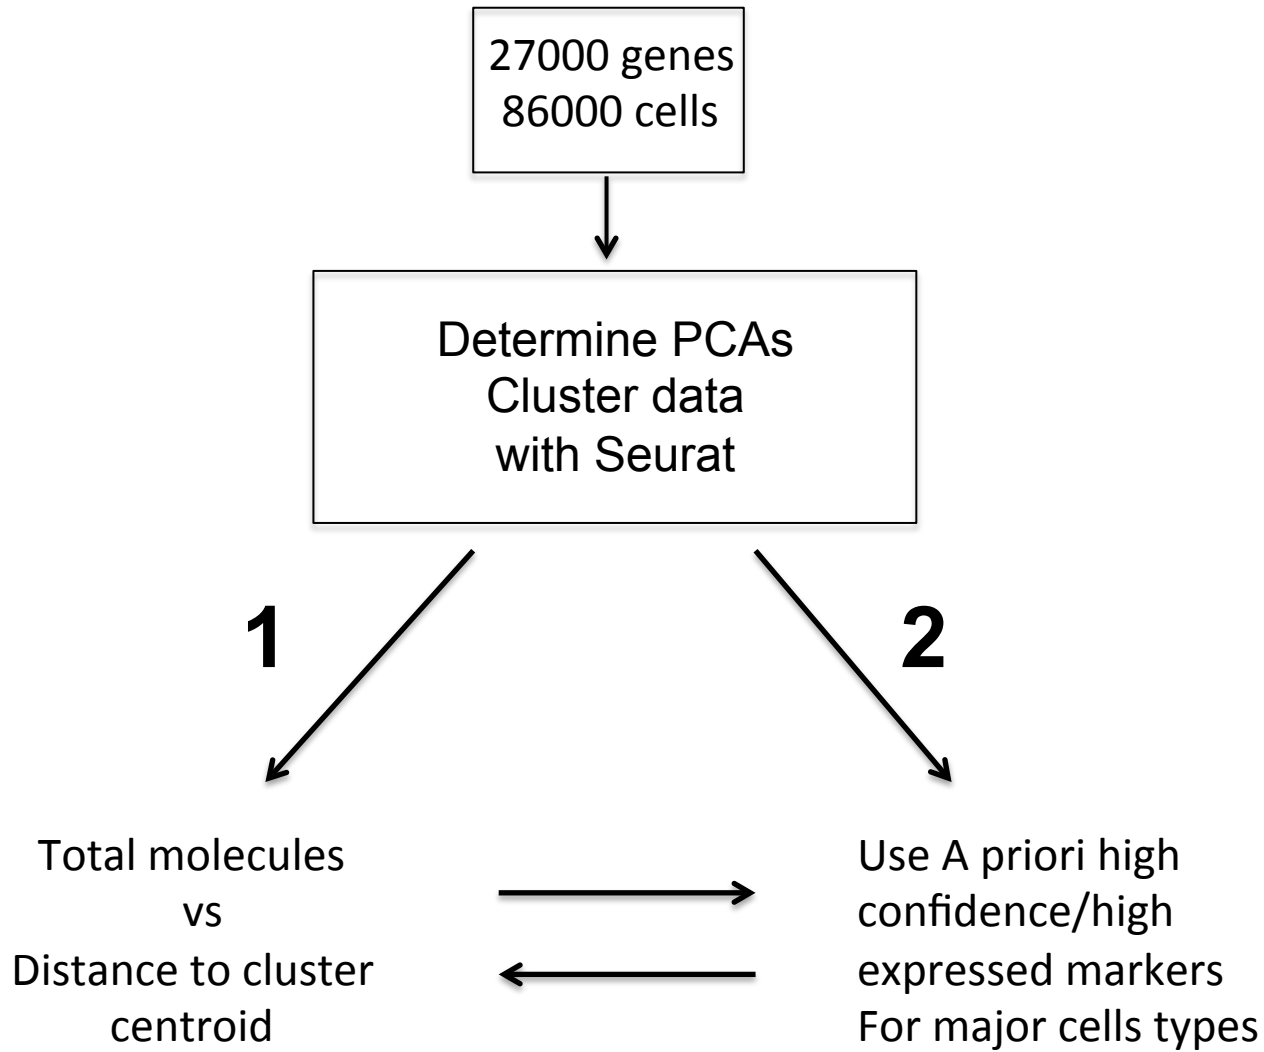 27000 genes
86000 cells
Determine PCAs
Cluster data
with Seurat
1
2
Total molecules
vs
Distance to cluster
centroid
Use A priori high
confidence/high
expressed markers
For major cells types